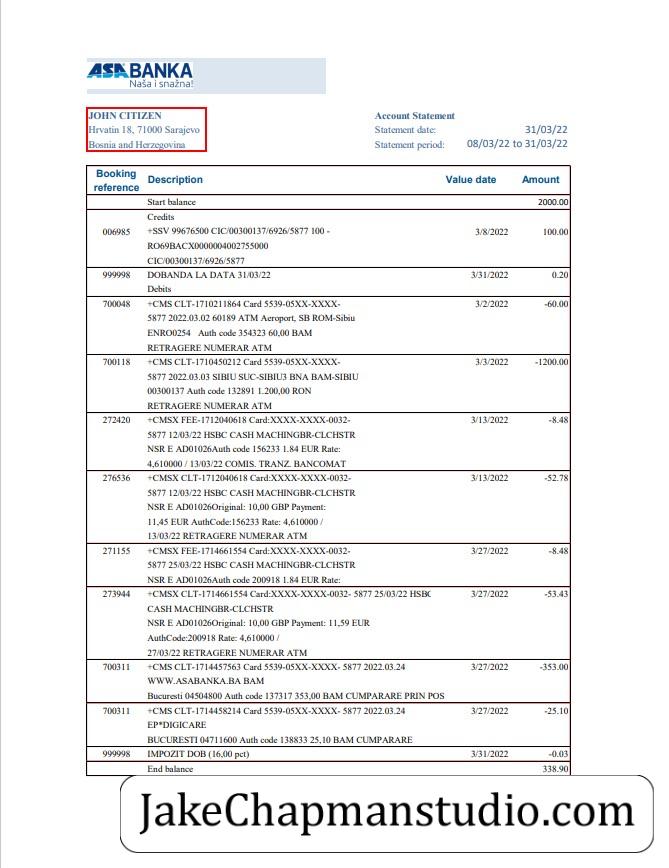 ASA BANKA
Naša i snažna!
JOHN CITIZEN
Hrvatin 18, 71000 Sarajevo
Bosnia and Herzegovina
Account Statement
Statement date: 31/03/22
Statement period: 08/03/22 to 31/03/22
Booking reference Description Value date Amount
Start balance 2000.00
Credits
006985 +SSV 99676500 CIC/00300137/6926/5877 100 - 3/8/2022 100.00
RO69BACX0000004002755000
CIC/00300137/6926/5877
999998 DOBANDA LA DATA 31/03/22 3/31/2022 0.20
Debits
700048 +CMS CLT-1710211864 Card 5539-05XX-XXXX- 3/2/2022 -60.00
5877 2022.03.02 60189 ATM Aeroport, SB ROM-Sibiu
ENRO0254 Auth code 354323 60,00 BAM
RETRAGERE NUMERAR ATM
700118 +CMS CLT-1710450212 Card 5539-05XX-XXXX- 3/3/2022 -1200.00
5877 2022.03.03 SIBIU SUC-SIBIU3 BNA BAM-SIBIU
00300137 Auth code 132891 1.200,00 RON
RETRAGERE NUMERAR ATM
272420 +CMSX FEE-1712040618 Card:XXXX-XXXX-0032- 3/13/2022 -8.48
5877 12/03/22 HSBC CASH MACHINGBR-CLCHSTR
NSR E AD01026Auth code 156233 1.84 EUR Rate:
4,610000 / 13/03/22 COMIS. TRANZ. BANCOMAT
276536 +CMSX CLT-1712040618 Card:XXXX-XXXX-0032- 3/13/2022 -52.78
5877 12/03/22 HSBC CASH MACHINGBR-CLCHSTR
NSR E AD01026Original: 10,00 GBP Payment:
11,45 EUR AuthCode:156233 Rate: 4,610000 /
13/03/22 RETRAGERE NUMERAR ATM
271155 +CMSX FEE-1714661554 Card:XXXX-XXXX-0032- 3/27/2022 -8.48
5877 25/03/22 HSBC CASH MACHINGBR-CLCHSTR
NSR E AD01026Auth code 200918 1.84 EUR Rate:
273944 +CMSX CLT-1714661554 Card:XXXX-XXXX-0032- 5877 25/03/22 HSBC 3/27/2022 -53.43
CASH MACHINGBR-CLCHSTR
NSR E AD01026Original: 10,00 GBP Payment: 11,59 EUR
AuthCode:200918 Rate: 4,610000 /
27/03/22 RETRAGERE NUMERAR ATM
700311 +CMS CLT-1714457563 Card 5539-05XX-XXXX- 5877 2022.03.24 3/27/2022 -353.00
WWW.ASABANKA.BA BAM
Bucuresti 04504800 Auth code 137317 353,00 BAM CUMPARARE PRIN POS
700311 +CMS CLT-1714458214 Card 5539-05XX-XXXX- 5877 2022.03.24 3/27/2022 -25.10
EP*DIGICARE
BUCURESTI 04711600 Auth code 138833 25,10 BAM CUMPARARE
999998 IMPOZIT DOB (16,00 pct) 3/31/2022 -0.03
End balance 338.90
JakeChapmanstudio.com